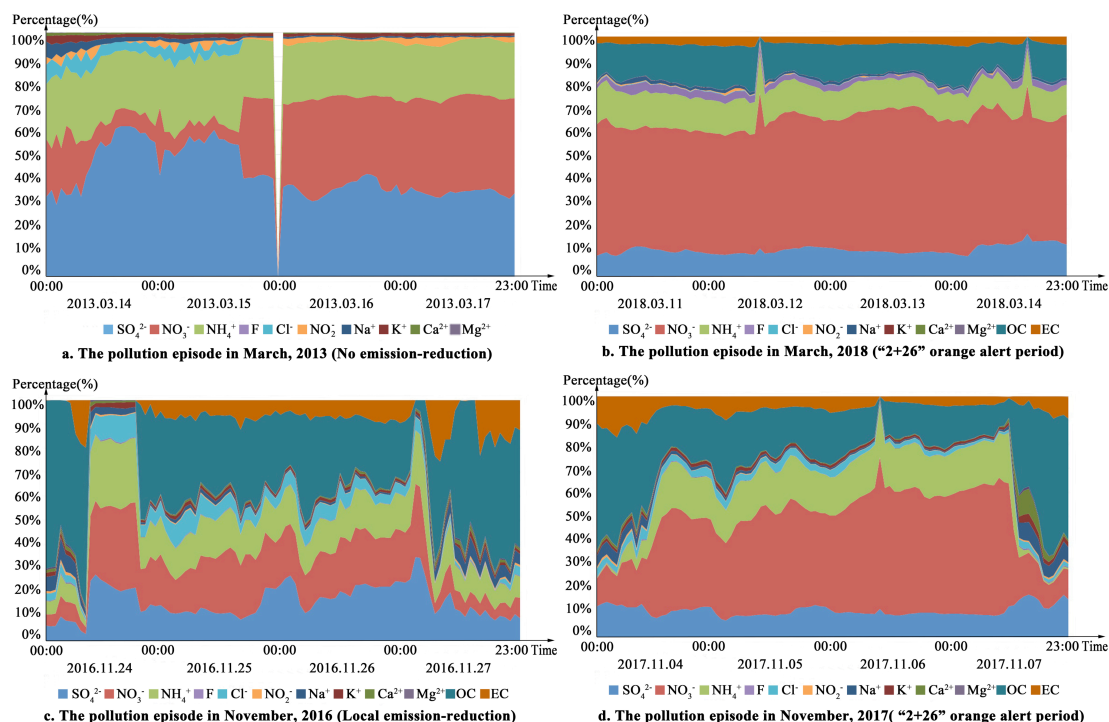 Percentage(%)
100%
90%
80%
70%
60%
50%
40%
30%
20%
10%
0%
00:00 00:00 00:00 00:00 23:00 Time
2013.03.14 2013.03.15 2013.03.16 2013.03.17
SO₄²⁻ NO₃⁻ NH₄⁺ F Cl⁻ NO₂⁻ Na⁺ K⁺ Ca²⁺ Mg²⁺
a. The pollution episode in March, 2013 (No emission-reduction)
Percentage(%)
100%
90%
80%
70%
60%
50%
40%
30%
20%
10%
0%
00:00 00:00 00:00 00:00 23:00 Time
2018.03.11 2018.03.12 2018.03.13 2018.03.14
SO₄²⁻ NO₃⁻ NH₄⁺ F Cl⁻ NO₂⁻ Na⁺ K⁺ Ca²⁺ Mg²⁺ OC EC
b. The pollution episode in March, 2018 (“2+26” orange alert period)
Percentage(%)
100%
90%
80%
70%
60%
50%
40%
30%
20%
10%
0%
00:00 00:00 00:00 00:00 23:00 Time
2016.11.24 2016.11.25 2016.11.26 2016.11.27
SO₄²⁻ NO₃⁻ NH₄⁺ F Cl⁻ NO₂⁻ Na⁺ K⁺ Ca²⁺ Mg²⁺ OC EC
c. The pollution episode in November, 2016 (Local emission-reduction)
Percentage(%)
100%
90%
80%
70%
60%
50%
40%
30%
20%
10%
0%
00:00 00:00 00:00 00:00 23:00 Time
2017.11.04 2017.11.05 2017.11.06 2017.11.07
SO₄²⁻ NO₃⁻ NH₄⁺ F Cl⁻ NO₂⁻ Na⁺ K⁺ Ca²⁺ Mg²⁺ OC EC
d. The pollution episode in November, 2017( “2+26” orange alert period)